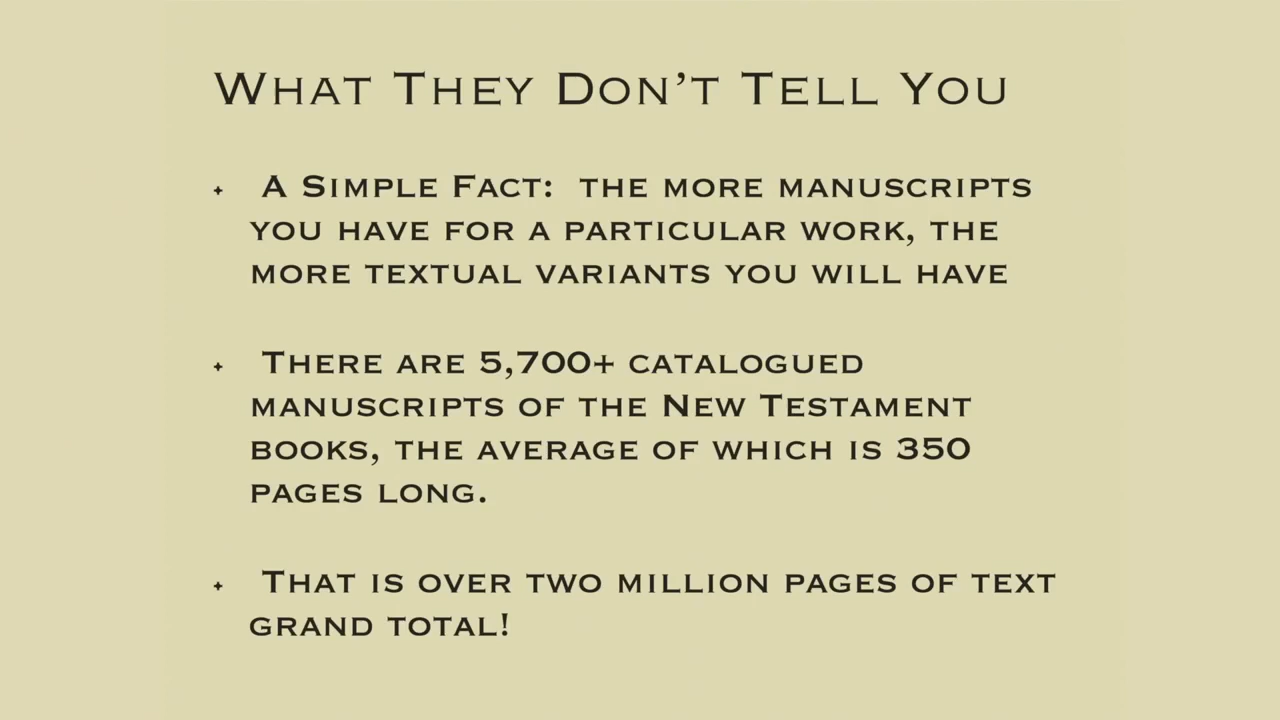 What They Don't Tell You
A Simple Fact: the more manuscripts
you have for a particular work, the
more textual variants you will have
There are 5,700+ catalogued
manuscripts of the New Testament
books, the average of which is 350
pages long.
That is over two million pages of text
grand total!